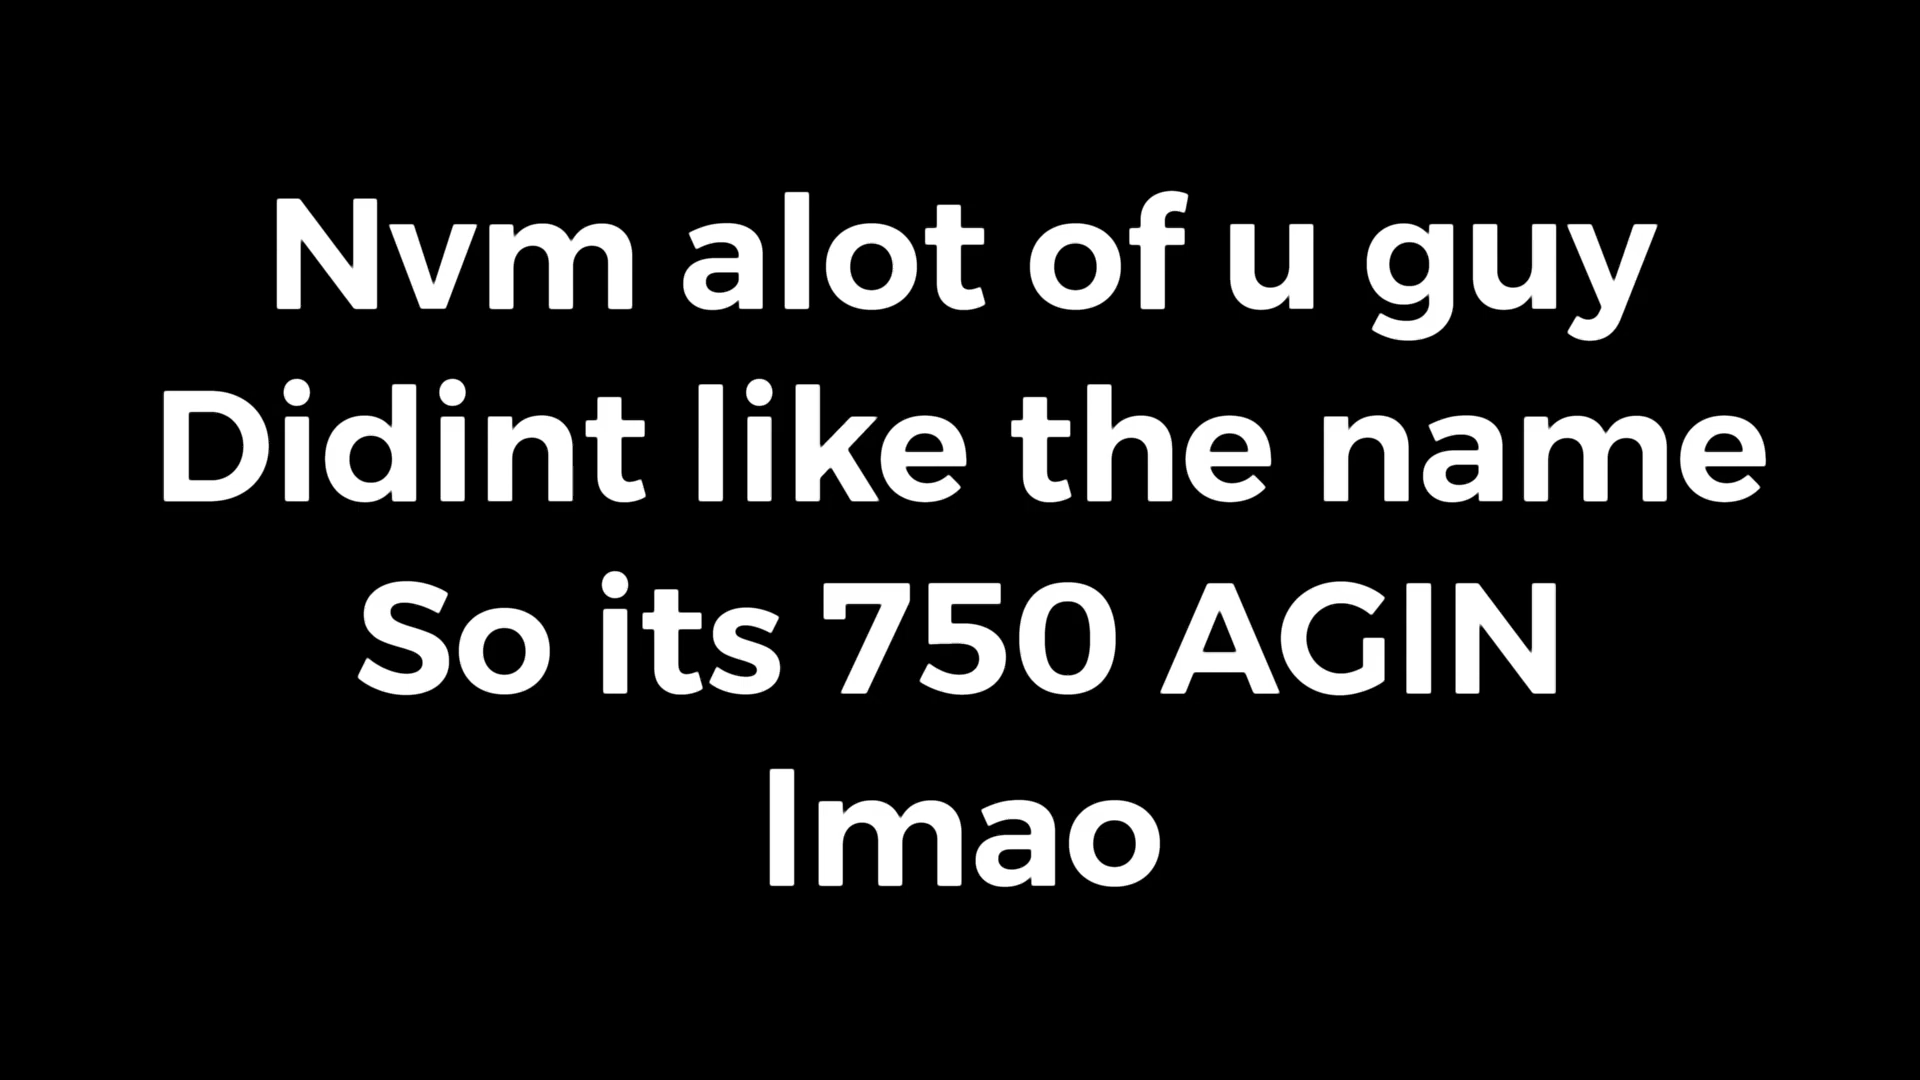 Nvm alot of u guy
Didint like the name
So its 750 AGIN
lmao